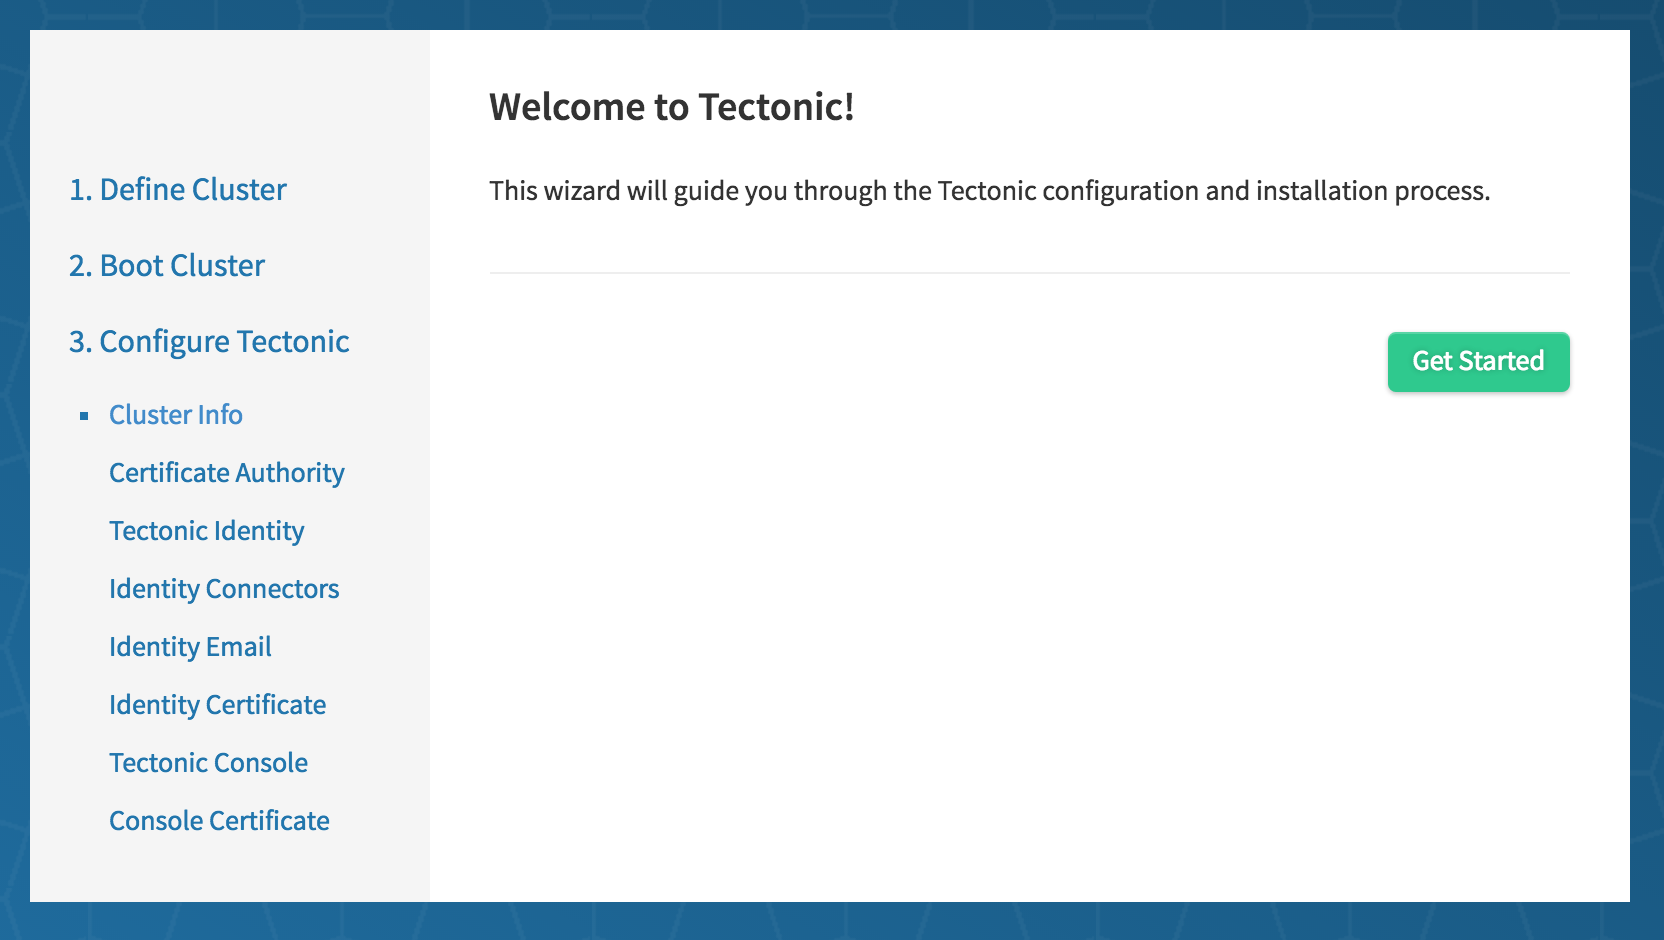 1. Define Cluster
2. Boot Cluster
3. Configure Tectonic
Cluster Info
Certificate Authority
Tectonic Identity
Identity Connectors
Identity Email
Identity Certificate
Tectonic Console
Console Certificate
Welcome to Tectonic!
This wizard will guide you through the Tectonic configuration and installation process.
Get Started